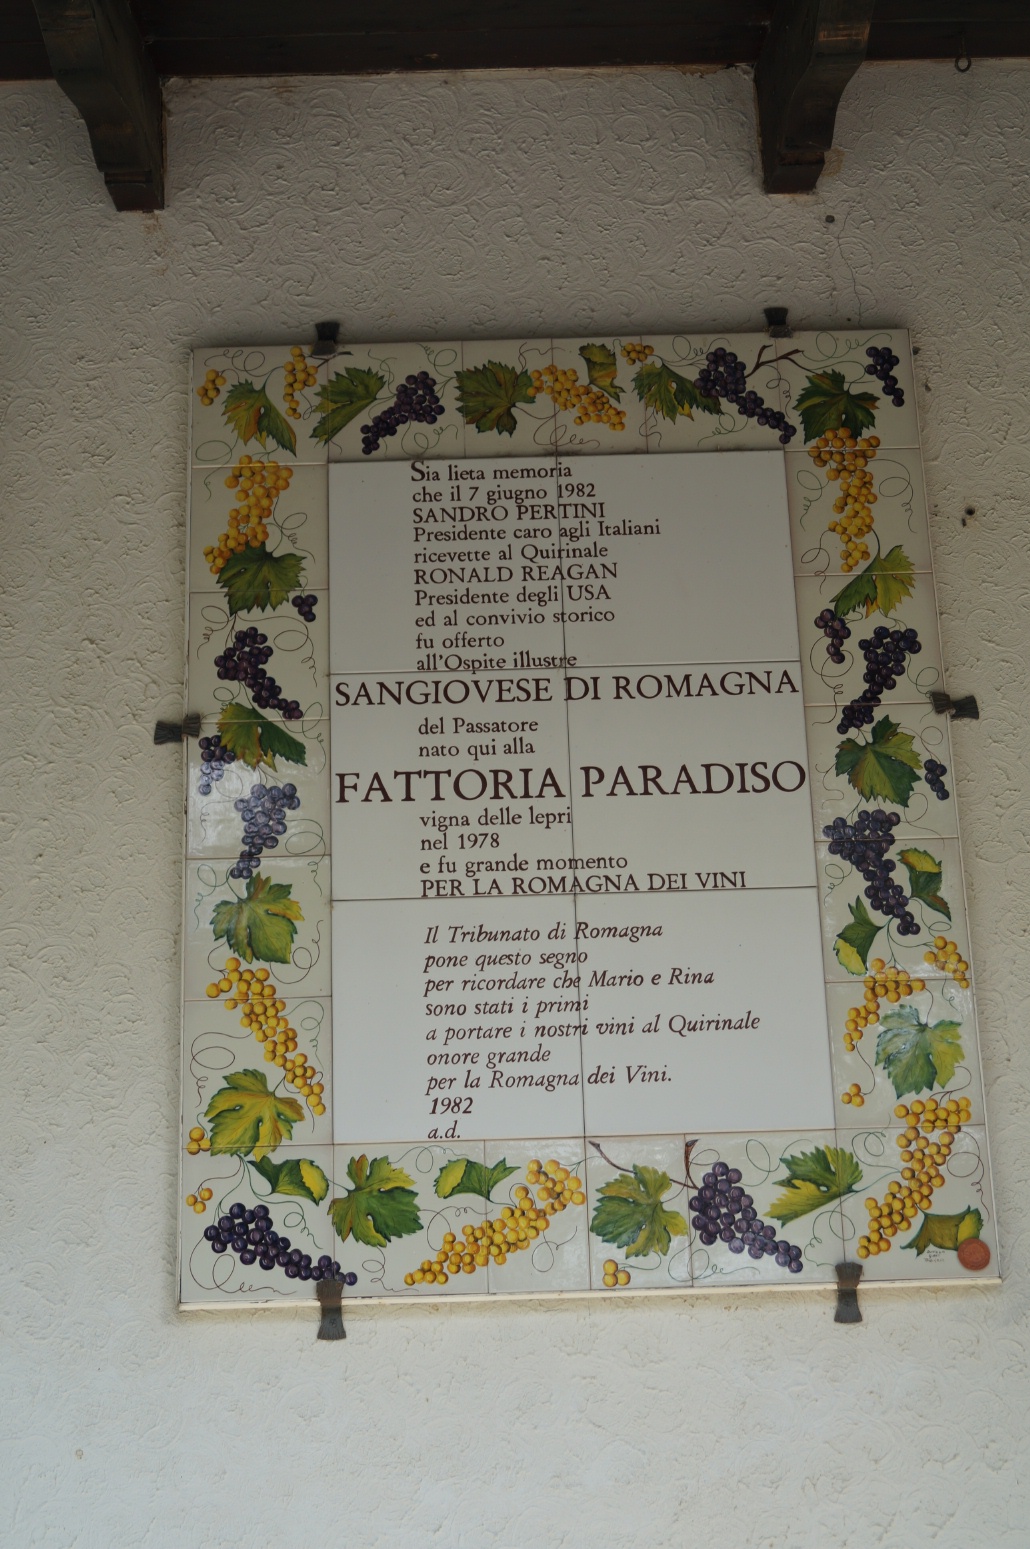 Sia lieta memoria
che il 7 giugno 1982
SANDRO PERTINI
Presidente caro agli Italiani
ricevette al Quirinale
RONALD REAGAN
Presidente degli USA
ed al convivio storico
fu offerto
all'Ospite illustre
SANGIOVESE DI ROMAGNA
del Passatore
nato qui alla
FATTORIA PARADISO
vigna delle lepri
nel 1978
e fu grande momento
PER LA ROMAGNA DEI VINI
Il Tribunato di Romagna
pone questo segno
per ricordare che Mario e Rina
sono stati i primi
a portare i nostri vini al Quirinale
onore grande
per la Romagna dei Vini.
1982
a.d.